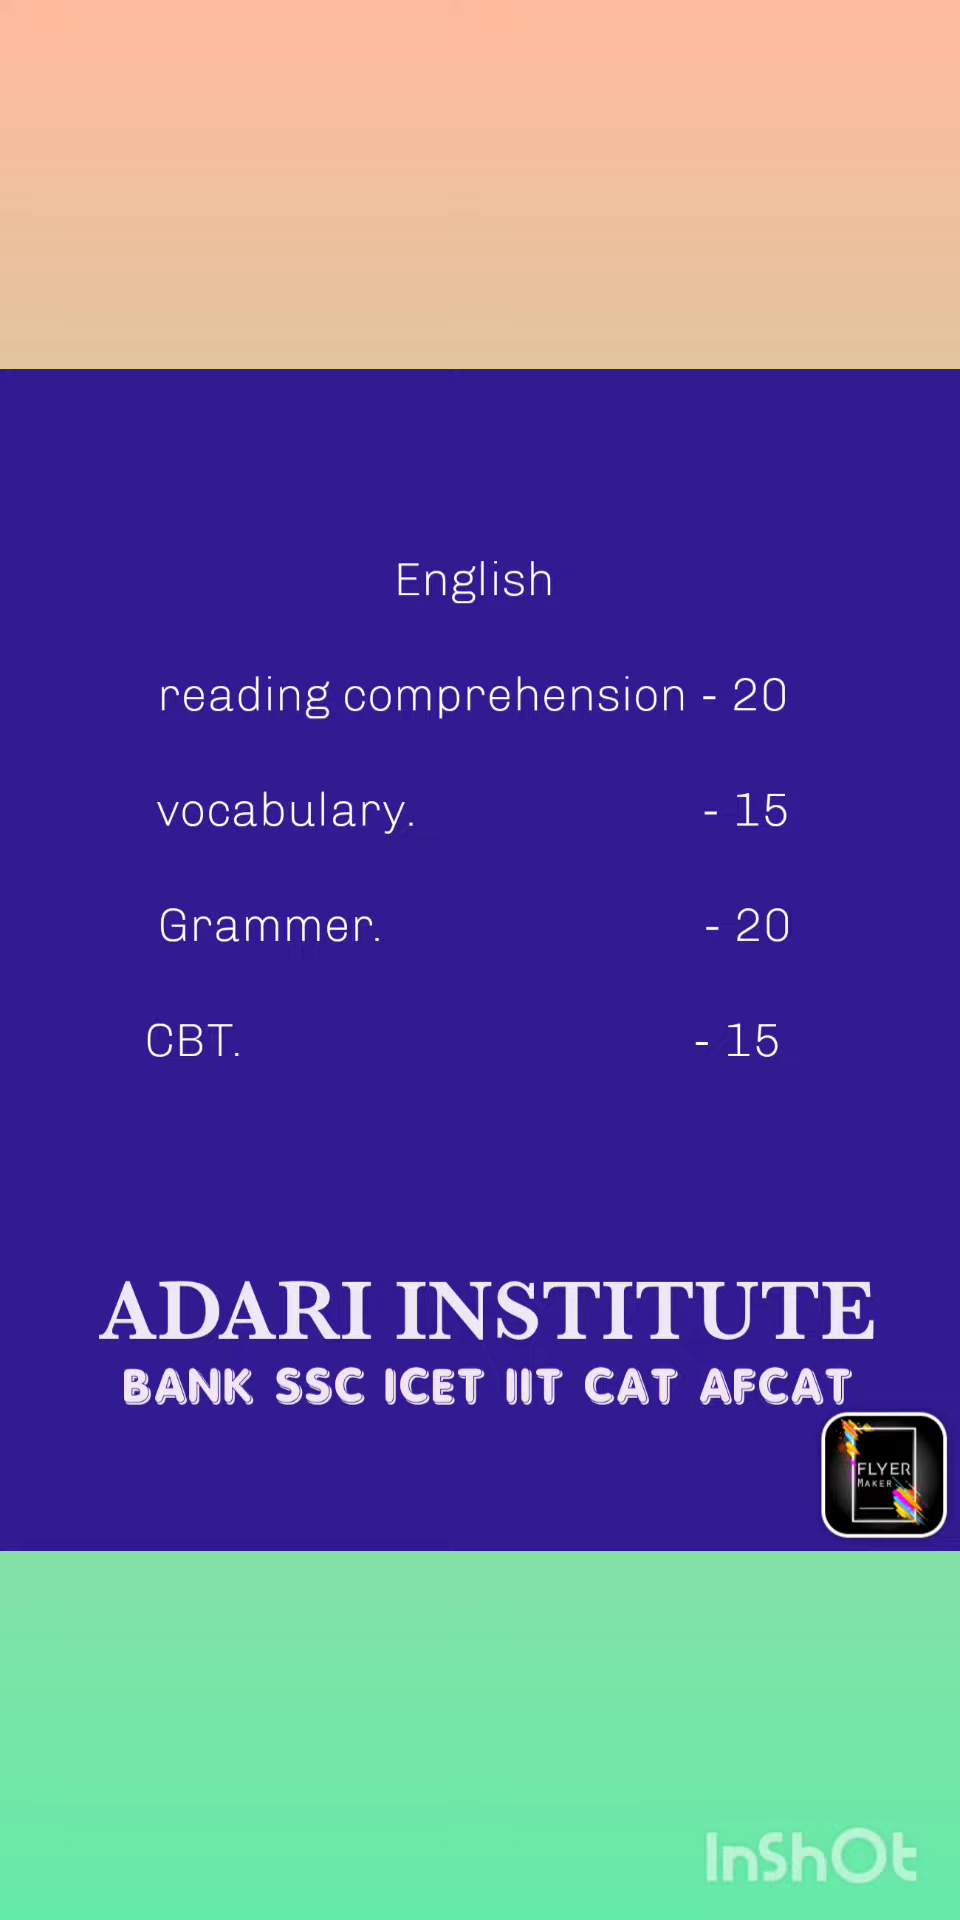 English
reading comprehension - 20
vocabulary. - 15
Grammer. - 20
CBT. - 15
ADARI INSTITUTE
BANK SSC ICET IIT CAT AFCAT
FLYER
MAKER
InShOt